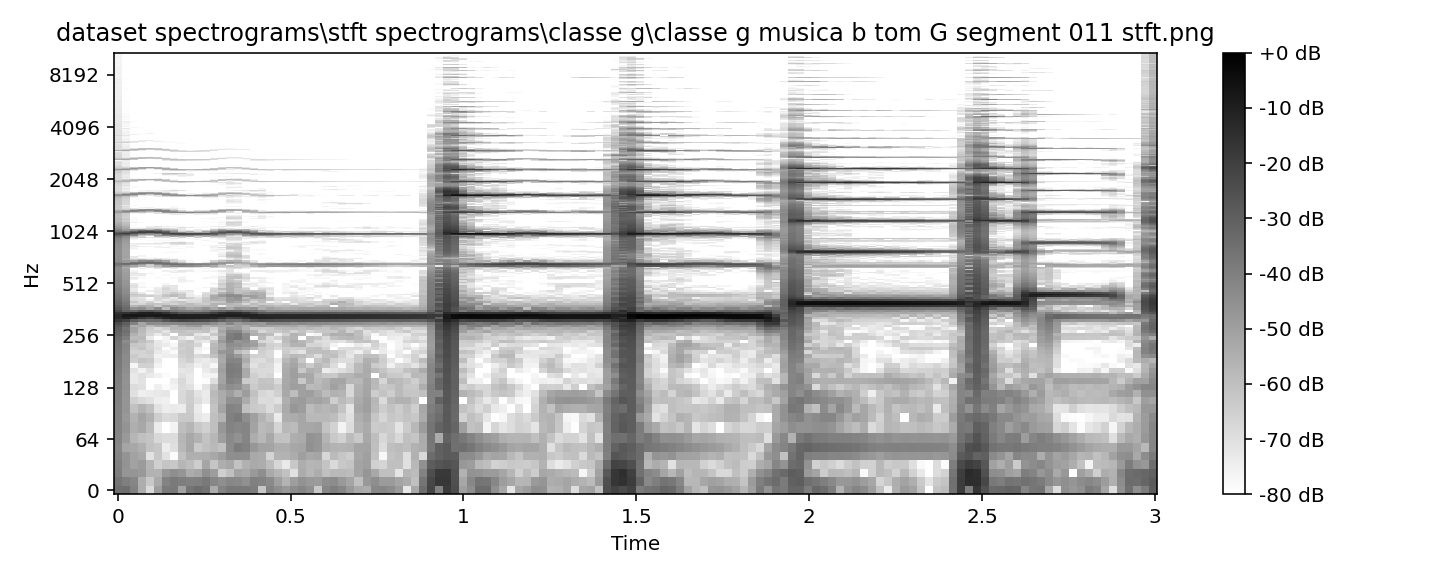 dataset spectrograms\stft spectrograms\classe g\classe g musica b tom G segment 011 stft.png
8192
4096
2048
1024
512
256
128
64
0
Hz
0
0.5
1
1.5
2
2.5
3
Time
+0 dB
-10 dB
-20 dB
-30 dB
-40 dB
-50 dB
-60 dB
-70 dB
-80 dB